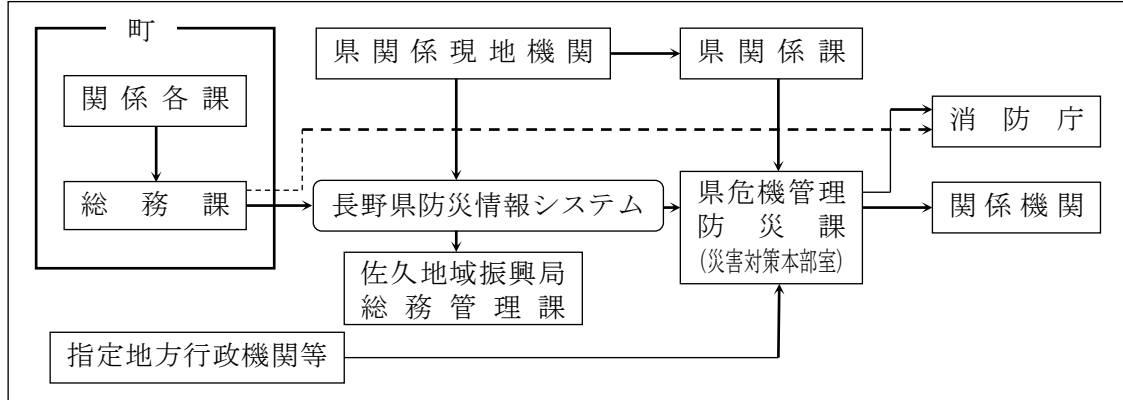 町
県関係現地機関
県関係課
関係各課
消防庁
総務課
長野県防災情報システム
県危機管理
防災課
(災害対策本部室)
関係機関
佐久地域振興局
総務管理課
指定地方行政機関等